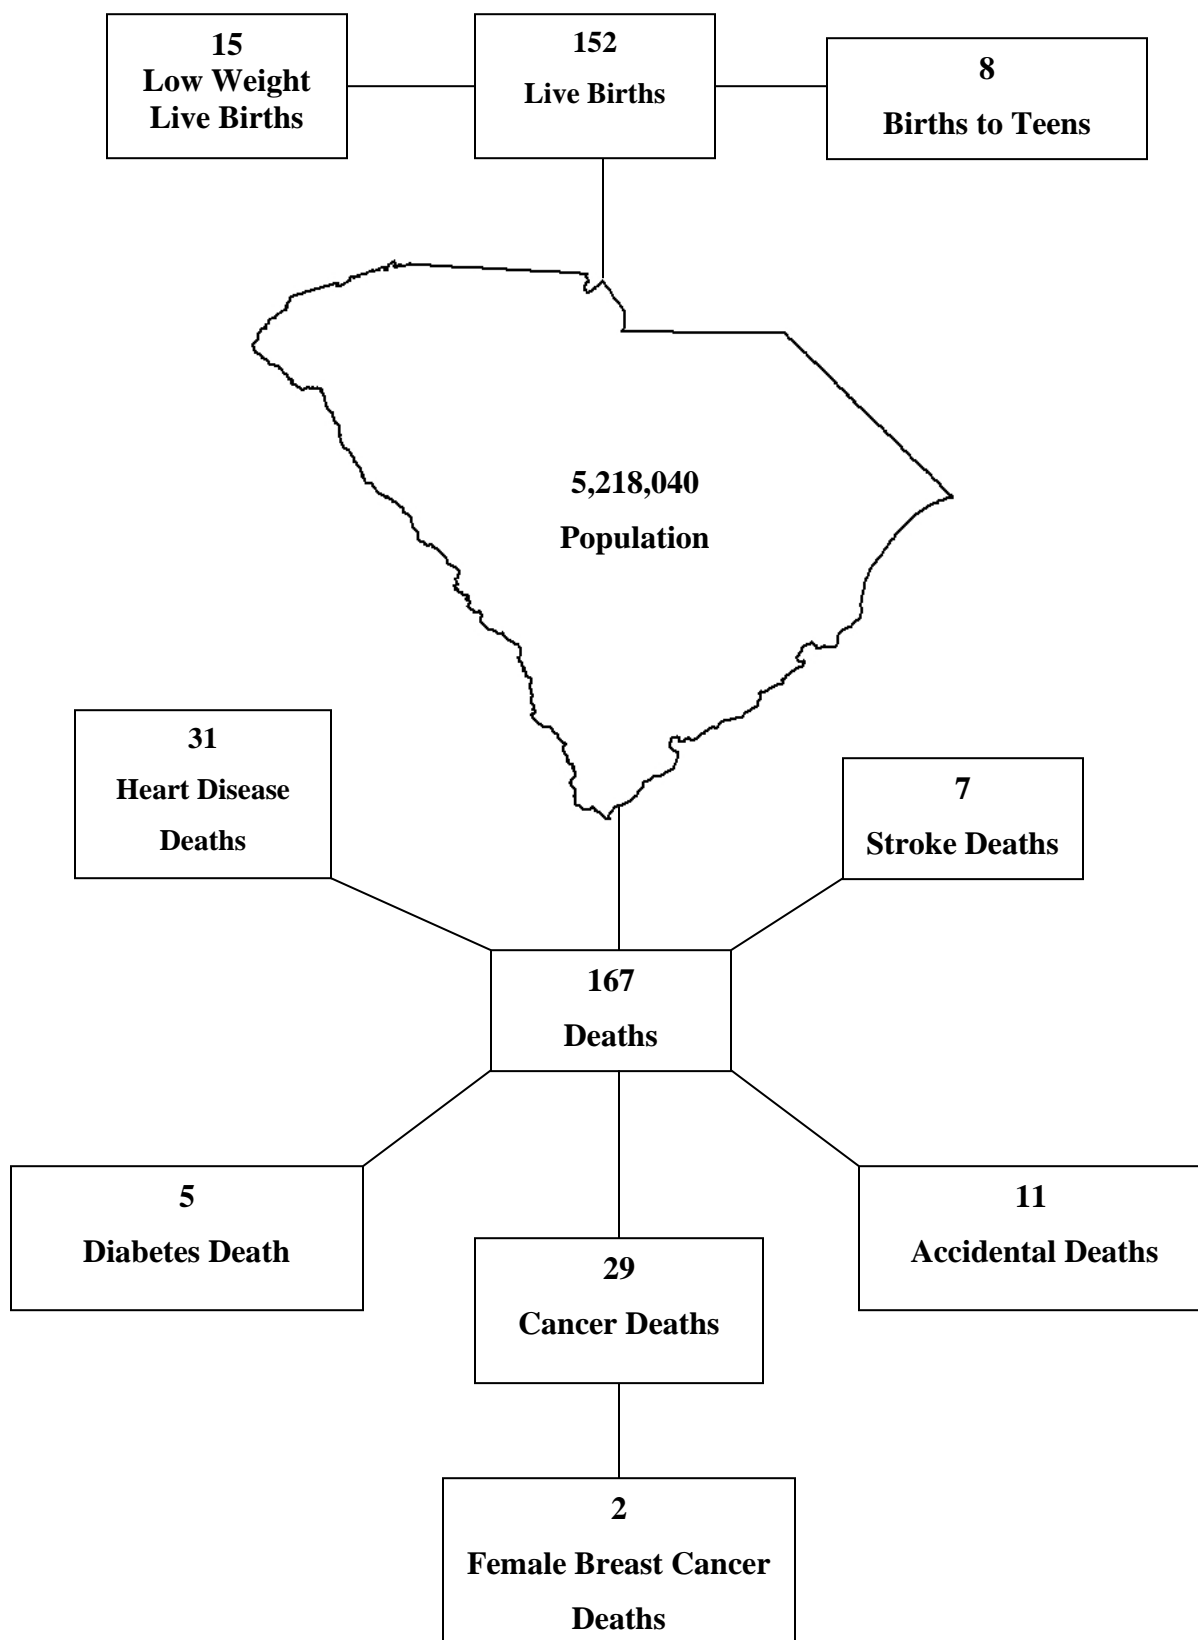 15
Low Weight
Live Births
152
Live Births
8
Births to Teens
5,218,040
Population
31
Heart Disease
Deaths
7
Stroke Deaths
167
Deaths
5
Diabetes Death
29
Cancer Deaths
11
Accidental Deaths
2
Female Breast Cancer
Deaths